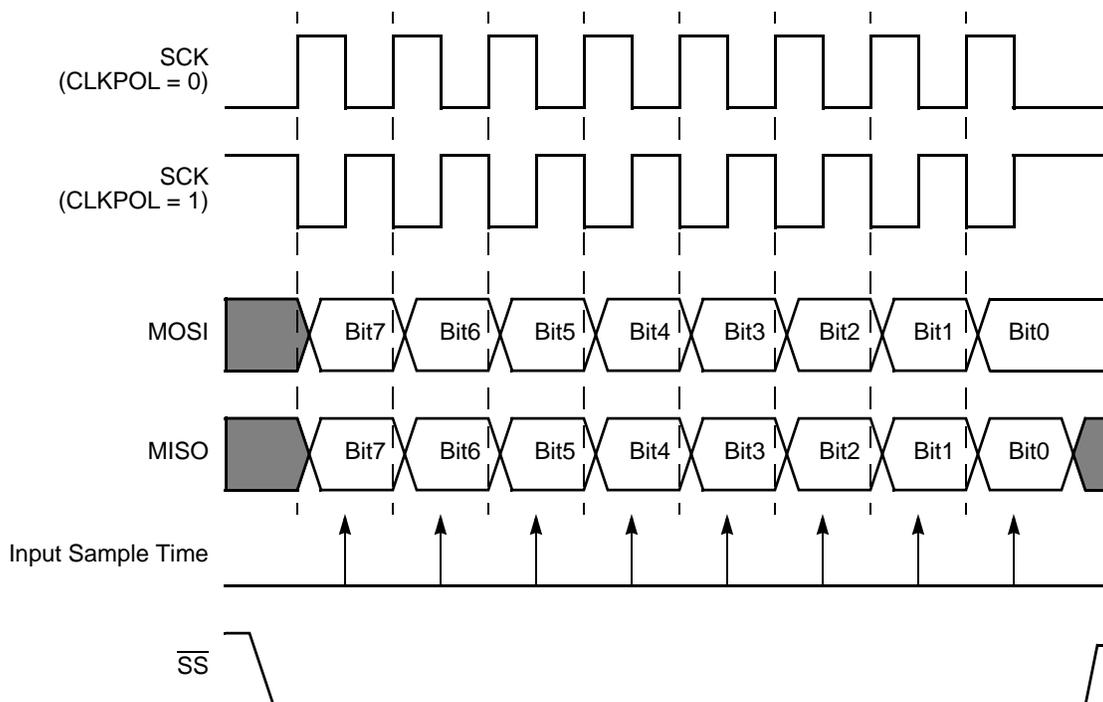 SCK
(CLKPOL = 0)
SCK
(CLKPOL = 1)
MOSI
Bit7 Bit6 Bit5 Bit4 Bit3 Bit2 Bit1 Bit0
MISO
Bit7 Bit6 Bit5 Bit4 Bit3 Bit2 Bit1 Bit0
Input Sample Time
SS